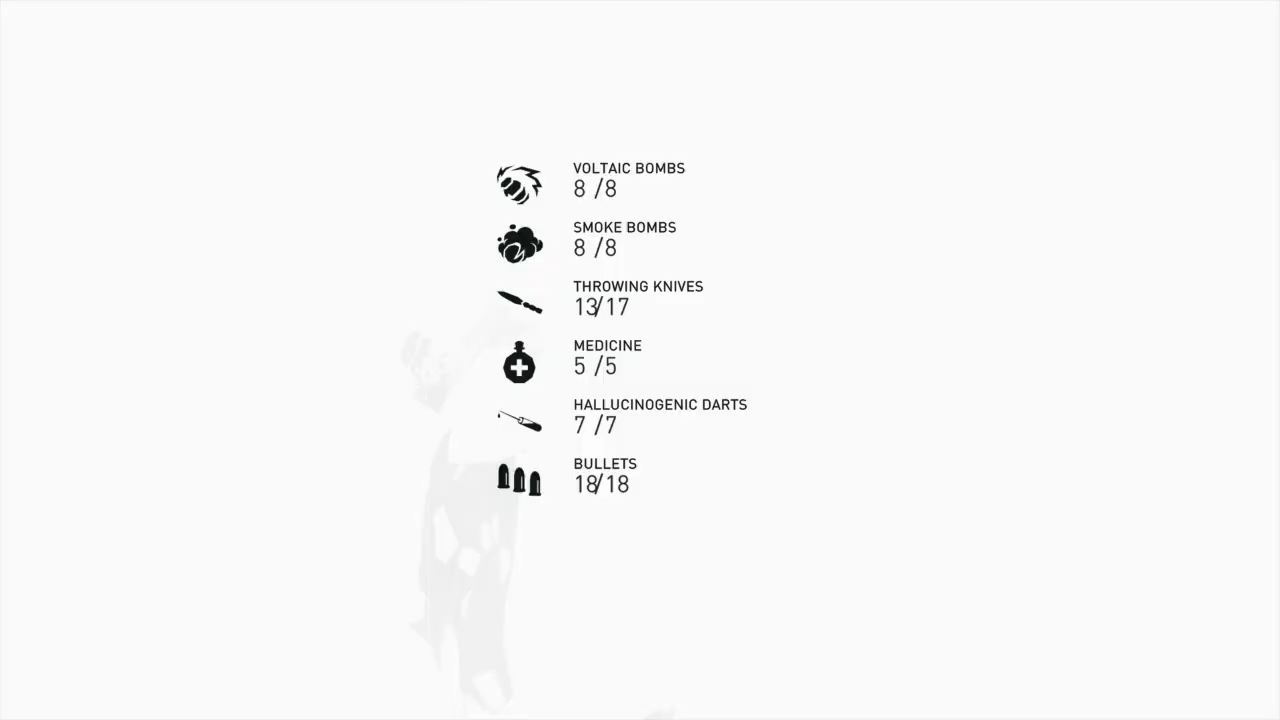 VOLTAIC BOMBS
8 /8
SMOKE BOMBS
8 /8
THROWING KNIVES
13/17
MEDICINE
5 /5
HALLUCINOGENIC DARTS
7 /7
BULLETS
18/18